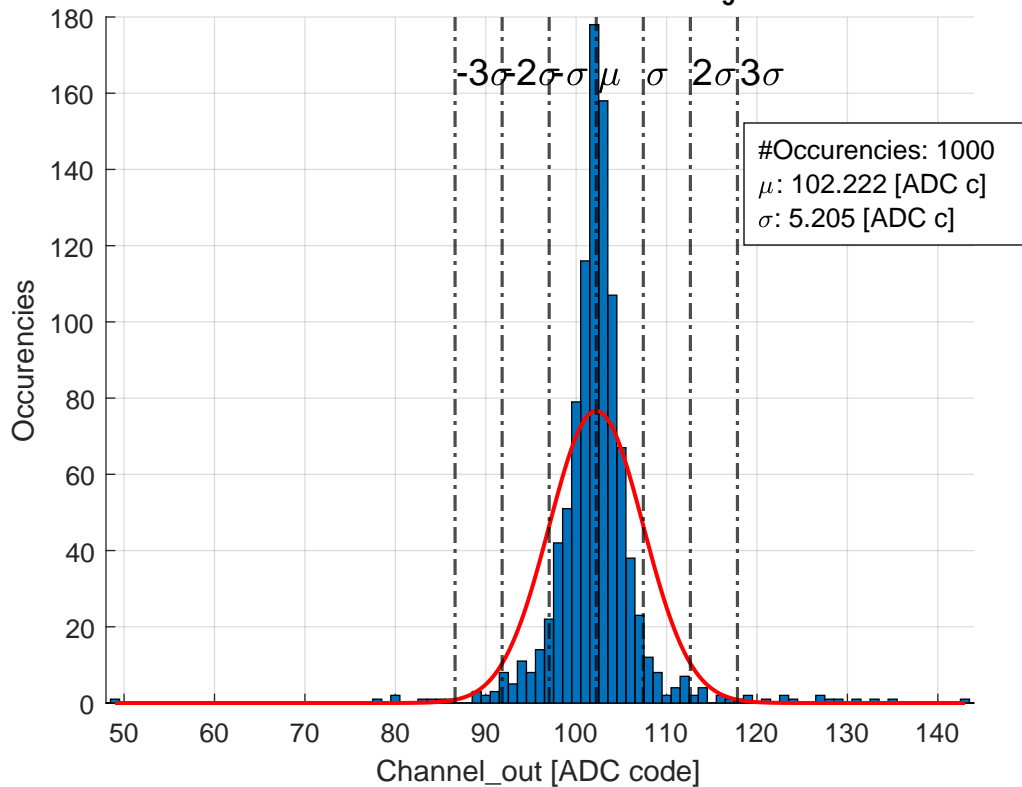 180
160
140
120
100
80
60
40
20
0
Occurencies
-3σ -2σ -σ μ σ 2σ 3σ
#Occurencies: 1000
μ: 102.222 [ADC c]
σ: 5.205 [ADC c]
50 60 70 80 90 100 110 120 130 140
Channel_out [ADC code]